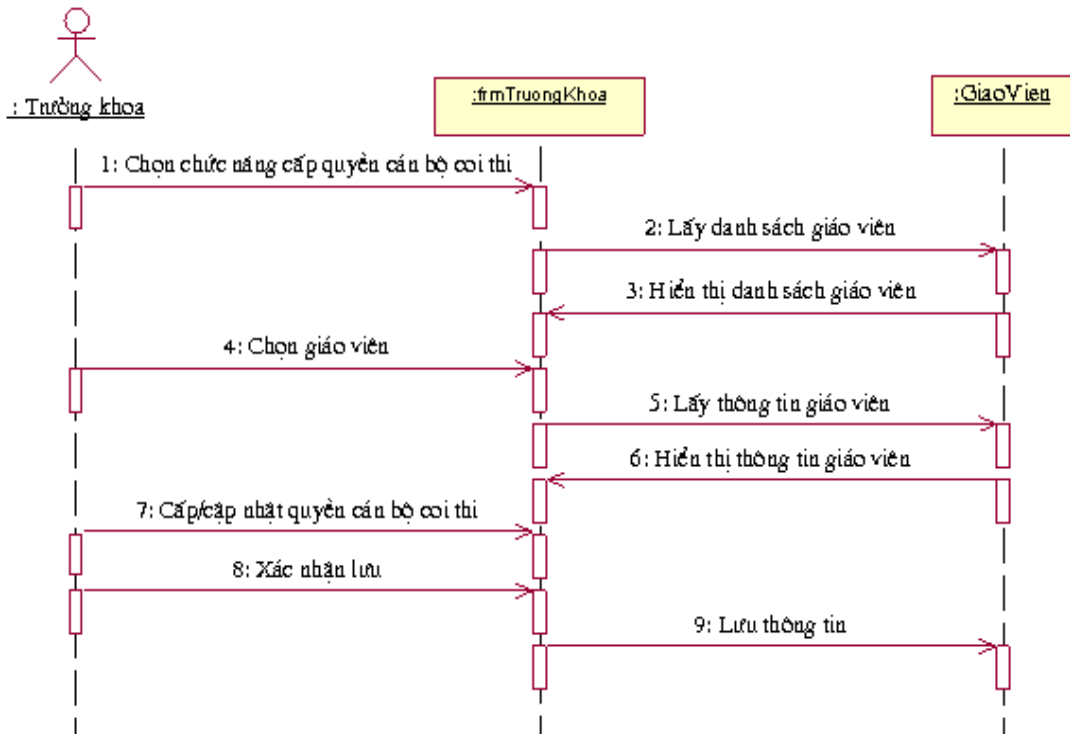 : Trưởng khoa
:frmTruongKhoa
:GiaoVien
1: Chọn chức năng cấp quyền cán bộ coi thi
2: Lấy danh sách giáo viên
3: Hiển thị danh sách giáo viên
4: Chọn giáo viên
5: Lấy thông tin giáo viên
6: Hiển thị thông tin giáo viên
7: Cấp/cập nhật quyền cán bộ coi thi
8: Xác nhận lưu
9: Lưu thông tin